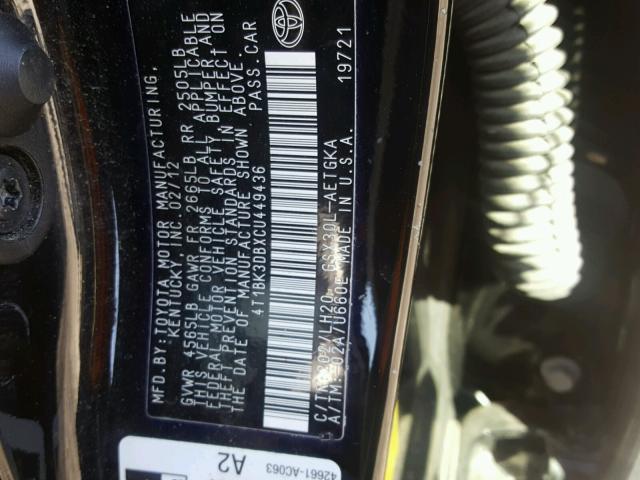 MFD.BY: TOYOTA MOTOR MANUFACTURING,
KENTUCKY, INC. 02/12
GVWR 4565LB GAWR FR 2665LB RR 2505LB
THIS VEHICLE CONFORMS TO ALL APPLICABLE
FEDERAL MOTOR VEHICLE SAFETY, BUMPER, AND
THEFT PREVENTION STANDARDS IN EFFECT ON
THE DATE OF MANUFACTURE SHOWN ABOVE.
4T1BK3DBXCU449436 PASS. CAR
C/TR: 202/LH20 GSX30L-AETGKA
A/TM: -02A/U660E MADE IN U.S.A. 19721
42661-AC063
A2